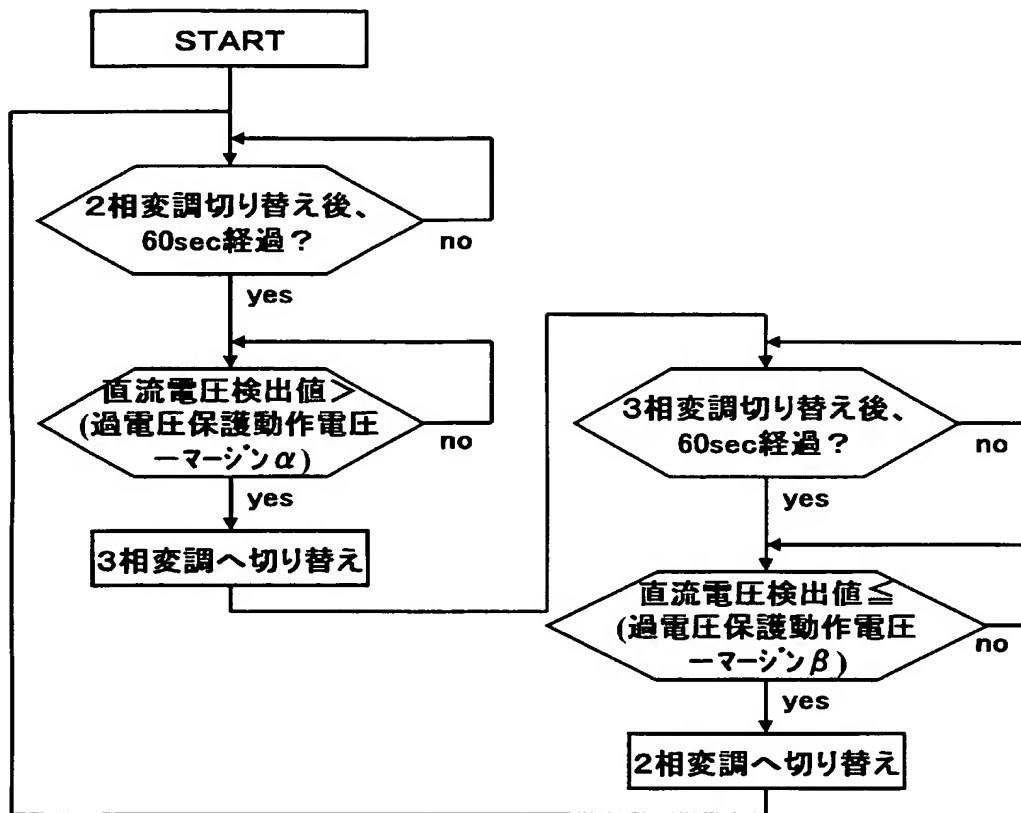 START
2相変調切り替え後、
60sec経過？
no
yes
直流電圧検出値＞
(過電圧保護動作電圧
ーマージンα)
no
yes
3相変調へ切り替え
3相変調切り替え後、
60sec経過？
no
yes
直流電圧検出値≦
(過電圧保護動作電圧
ーマージンβ)
no
yes
2相変調へ切り替え